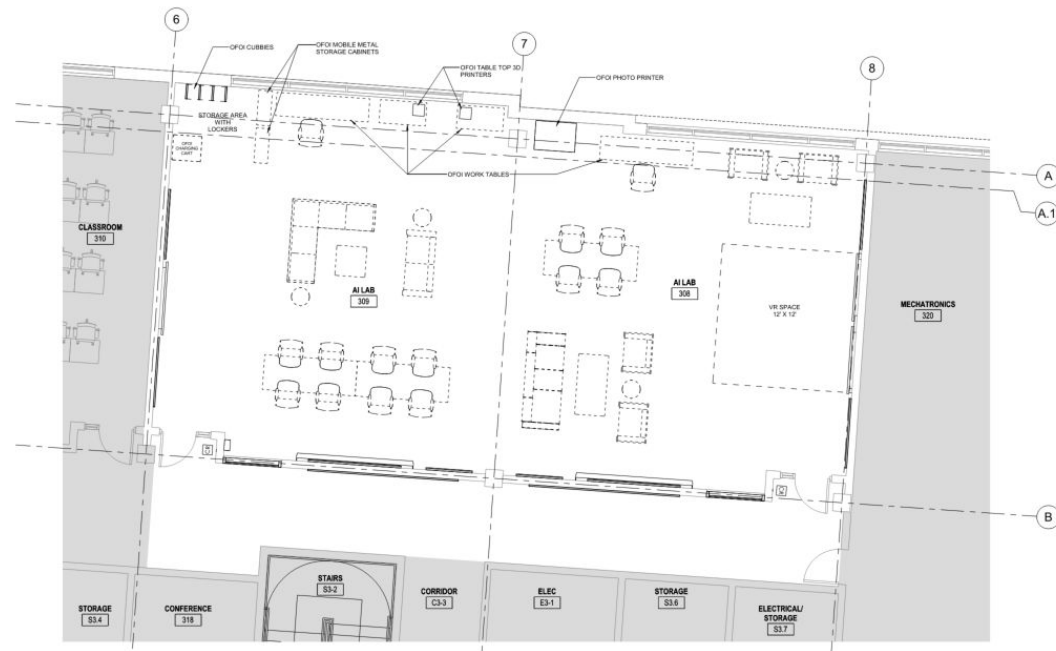 6
7
8
OFOI CUBBIES
OFOI MOBILE METAL
STORAGE CABINETS
OFOI TABLE TOP 3D
PRINTERS
OFOI PHOTO PRINTER
STORAGE AREA
WITH
LOCKERS
OFOI
CHARGING
CART
OFOI WORK TABLES
A
A.1
CLASSROOM
310
AI LAB
309
AI LAB
308
VR SPACE
12' X 12'
MECHATRONICS
320
B
STAIRS
S3-2
CORRIDOR
C3-3
ELEC
E3-1
STORAGE
S3.6
STORAGE
S3.4
CONFERENCE
318
ELECTRICAL/
STORAGE
S3.7